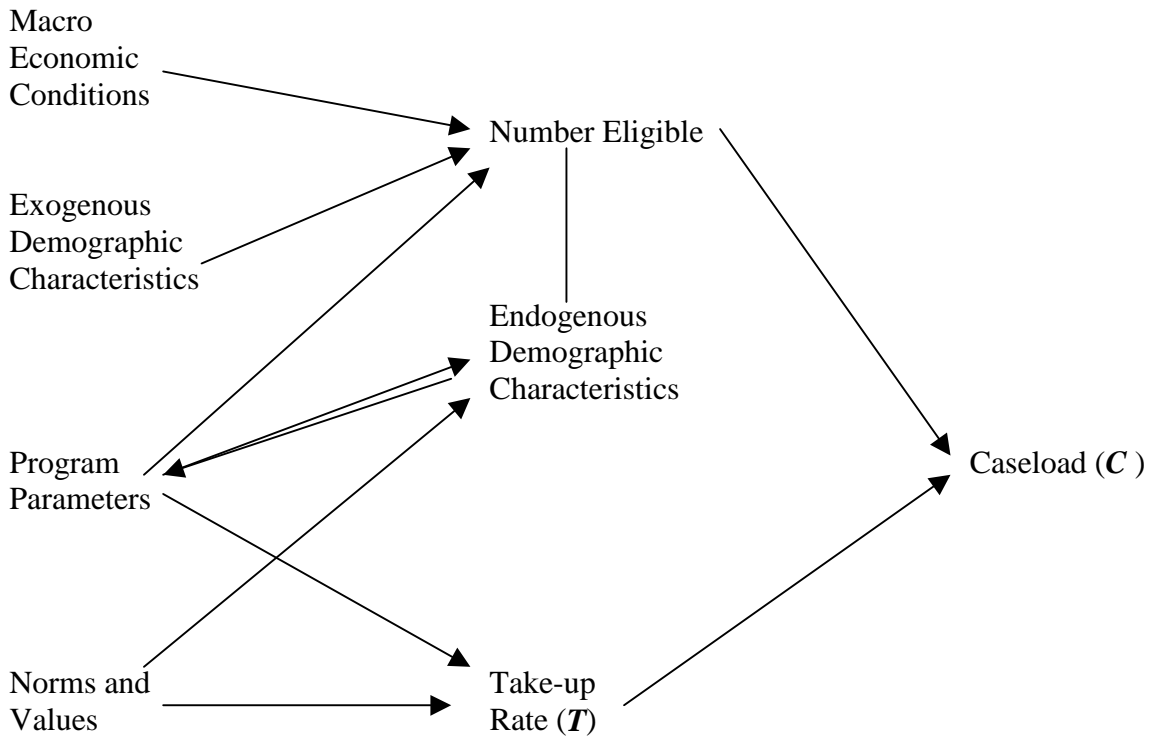 Macro
Economic
Conditions
Number Eligible
Exogenous
Demographic
Characteristics
Endogenous
Demographic
Characteristics
Program
Parameters
Caseload (C )
Norms and
Values
Take-up
Rate (T)